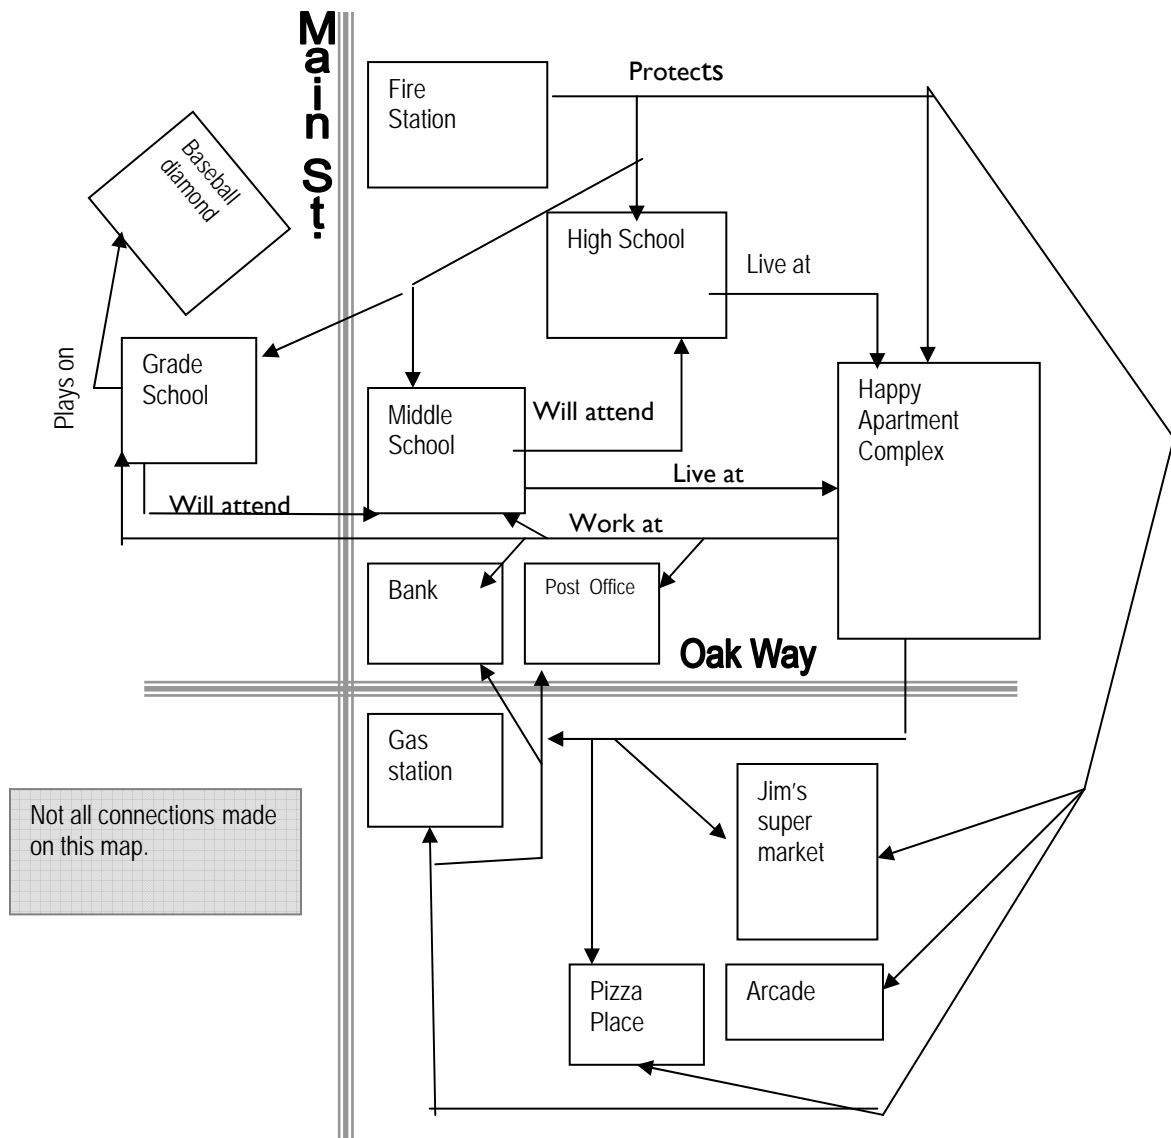 Main St.
Protects
Fire
Station
Baseball
diamond
High School
Live at
Grade
School
Plays on
Middle
School
Will attend
Happy
Apartment
Complex
Live at
Will attend
Work at
Bank
Post Office
Oak Way
Gas
station
Jim's
super
market
Not all connections made
on this map.
Pizza
Place
Arcade